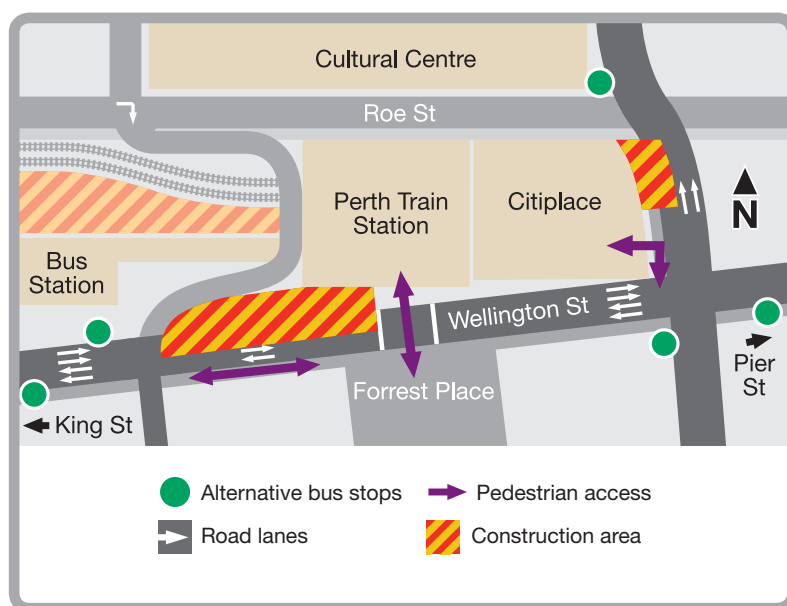 Cultural Centre
Roe St
Perth Train
Station
Citiplace
N
Bus
Station
Wellington St
Forrest Place
Pier
St
King St
Alternative bus stops
Pedestrian access
Road lanes
Construction area